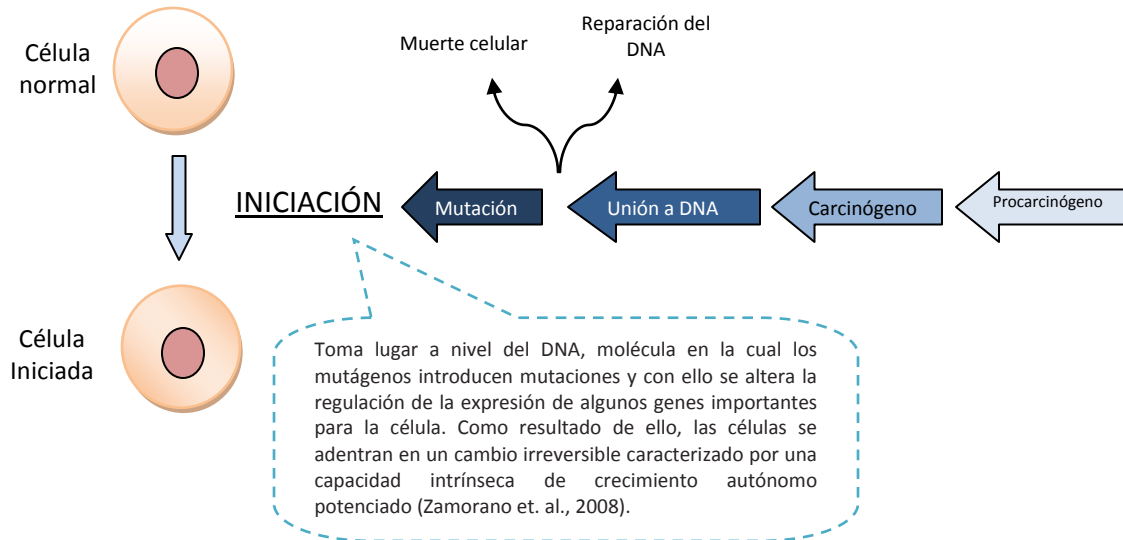 Célula
normal
Muerte celular
Reparación del
DNA
INICIACIÓN
Mutación
Unión a DNA
Carcinógeno
Procarcinógeno
Célula
Iniciada
Toma lugar a nivel del DNA, molécula en la cual los
mutágenos introducen mutaciones y con ello se altera la
regulación de la expresión de algunos genes importantes
para la célula. Como resultado de ello, las células se
adentran en un cambio irreversible caracterizado por una
capacidad intrínseca de crecimiento autónomo
potenciado (Zamorano et. al., 2008).